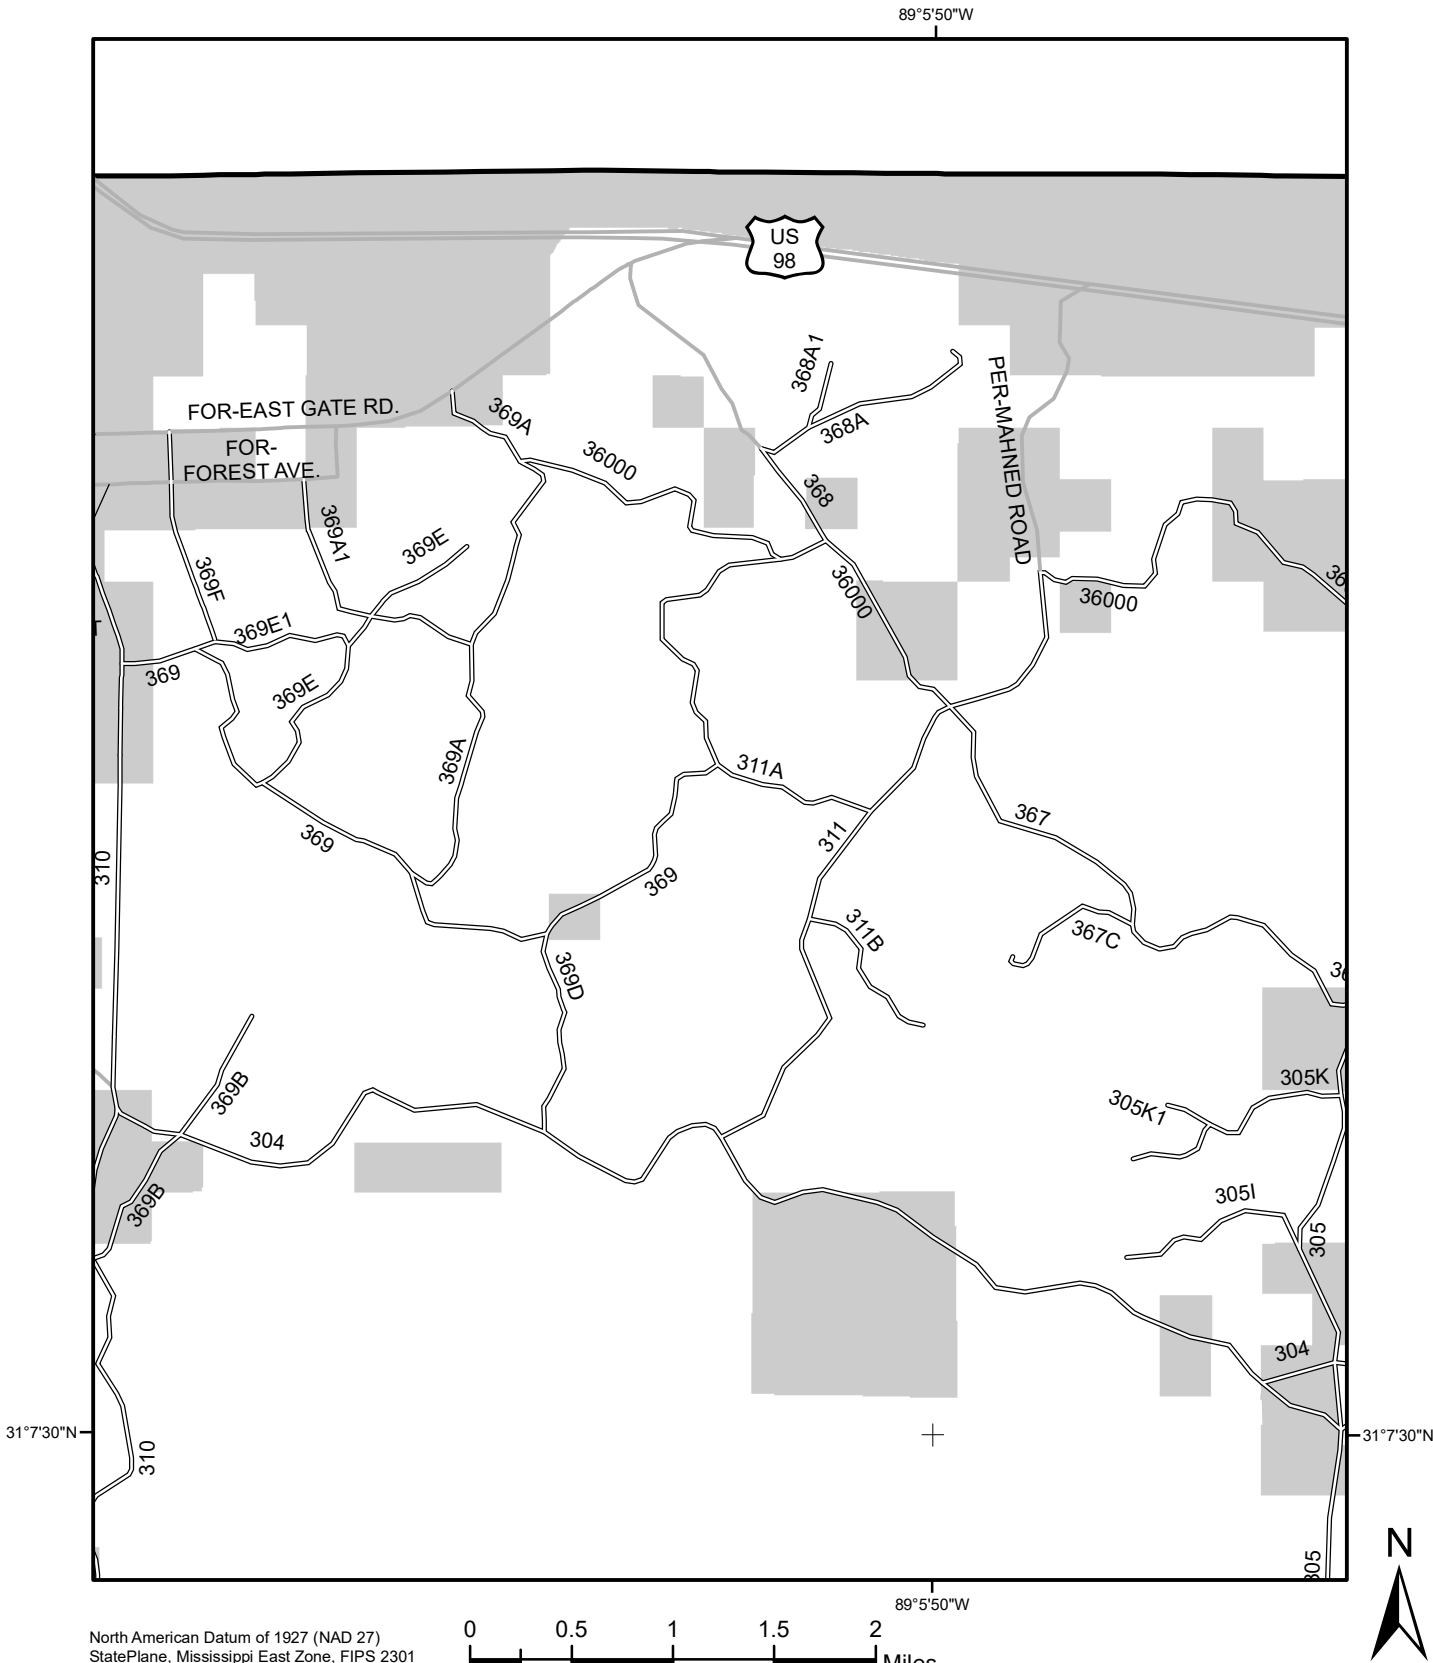 89°5'50"W
US
98
368A1
PER-MAHNED ROAD
FOR-EAST GATE RD.
369A
368A
FOR-
FOREST AVE.
36000
368
369A1
369E
369F
36000
36000
369E1
369
369E
369A
311A
367
311
369
310
369
311B
367C
369D
369B
305K
305K1
304
369B
305I
305
304
31°7'30"N
31°7'30"N
310
305
N
89°5'50"W
0 0.5 1 1.5 2
Miles
North American Datum of 1927 (NAD 27)
StatePlane, Mississippi East Zone, FIPS 2301